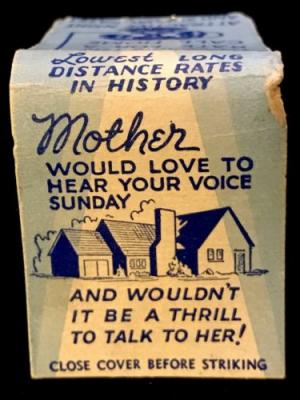 Lowest LONG
DISTANCE RATES
IN HISTORY
Mother
WOULD LOVE TO
HEAR YOUR VOICE
SUNDAY
AND WOULDN'T
IT BE A THRILL
TO TALK TO HER!
CLOSE COVER BEFORE STRIKING